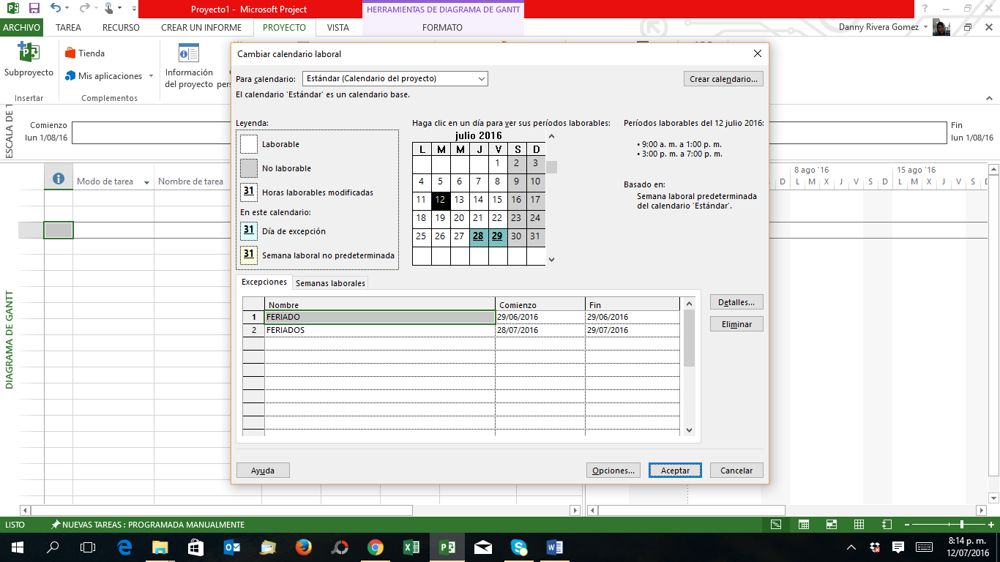 Proyecto1 - Microsoft Project
HERRAMIENTAS DE DIAGRAMA DE GANTT
ARCHIVO TAREA RECURSO CREAR UN INFORME PROYECTO VISTA FORMATO
Danny Rivera Gomez
Subproyecto
Tienda
Mis aplicaciones
Información
del proyecto
Insertar
Complementos
ESCALA DE T
Comienzo
lun 1/08/16
Fin
lun 1/08/16
Modo de tarea
Nombre de tarea
8 ago '16
15 ago '16
D L M X J V S D L M X J V S D
DIAGRAMA DE GANTT
Cambiar calendario laboral
Para calendario:
Estándar (Calendario del proyecto)
Crear calendario...
El calendario 'Estándar' es un calendario base.
Leyenda:
Laborable
No laborable
31 Horas laborables modificadas
En este calendario:
31 Día de excepción
31 Semana laboral no predeterminada
Haga clic en un día para ver sus períodos laborables:
julio 2016
L M M J V S D
1 2 3
4 5 6 7 8 9 10
11 12 13 14 15 16 17
18 19 20 21 22 23 24
25 26 27 28 29 30 31
Períodos laborables del 12 julio 2016:
• 9:00 a. m. a 1:00 p. m.
• 3:00 p. m. a 7:00 p. m.
Basado en:
Semana laboral predeterminada
del calendario 'Estándar'.
Excepciones
Semanas laborales
Nombre Comienzo Fin
1 FERIADO 29/06/2016 29/06/2016
2 FERIADOS 28/07/2016 29/07/2016
Detalles...
Eliminar
Ayuda
Opciones...
Aceptar
Cancelar
LISTO
NUEVAS TAREAS : PROGRAMADA MANUALMENTE
8:14 p. m.
12/07/2016